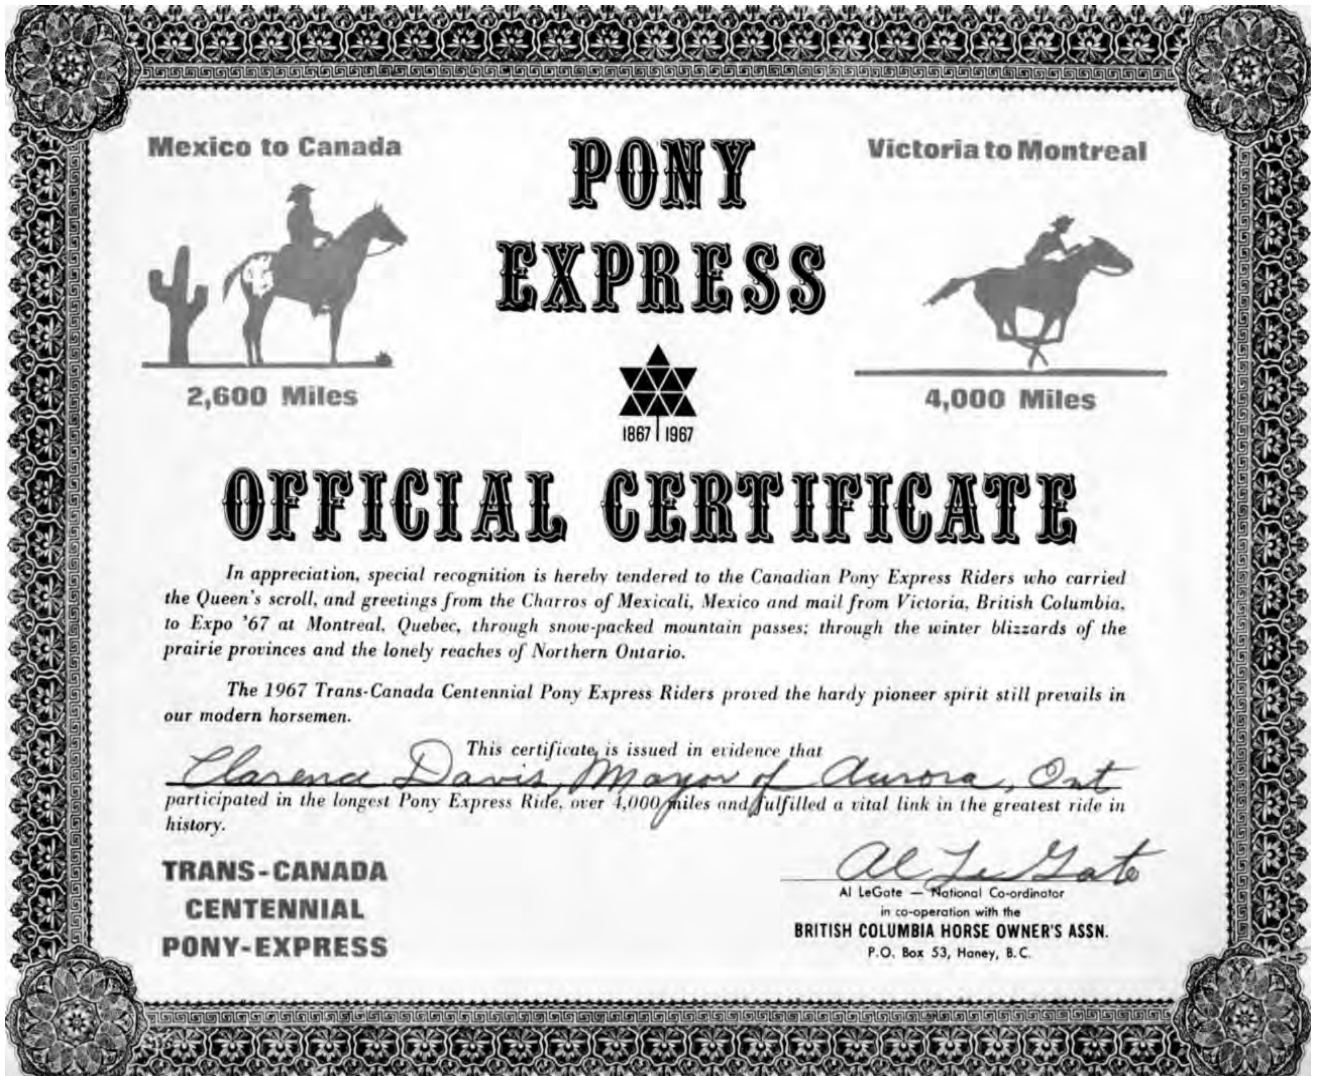 Mexico to Canada
2,600 Miles
PONY
EXPRESS
1867 1967
Victoria to Montreal
4,000 Miles
OFFICIAL CERTIFICATE
In appreciation, special recognition is hereby tendered to the Canadian Pony Express Riders who carried
the Queen's scroll, and greetings from the Charros of Mexicali, Mexico and mail from Victoria, British Columbia,
to Expo '67 at Montreal, Quebec, through snow-packed mountain passes; through the winter blizzards of the
prairie provinces and the lonely reaches of Northern Ontario.
The 1967 Trans-Canada Centennial Pony Express Riders proved the hardy pioneer spirit still prevails in
our modern horsemen.
This certificate is issued in evidence that
Clarence Davis, Mayor of Aurora, Ont
participated in the longest Pony Express Ride, over 4,000 miles and fulfilled a vital link in the greatest ride in
history.
TRANS-CANADA
CENTENNIAL
PONY-EXPRESS
Al LeGate
Al LeGate — National Co-ordinator
in co-operation with the
BRITISH COLUMBIA HORSE OWNER'S ASSN.
P.O. Box 53, Haney, B.C.